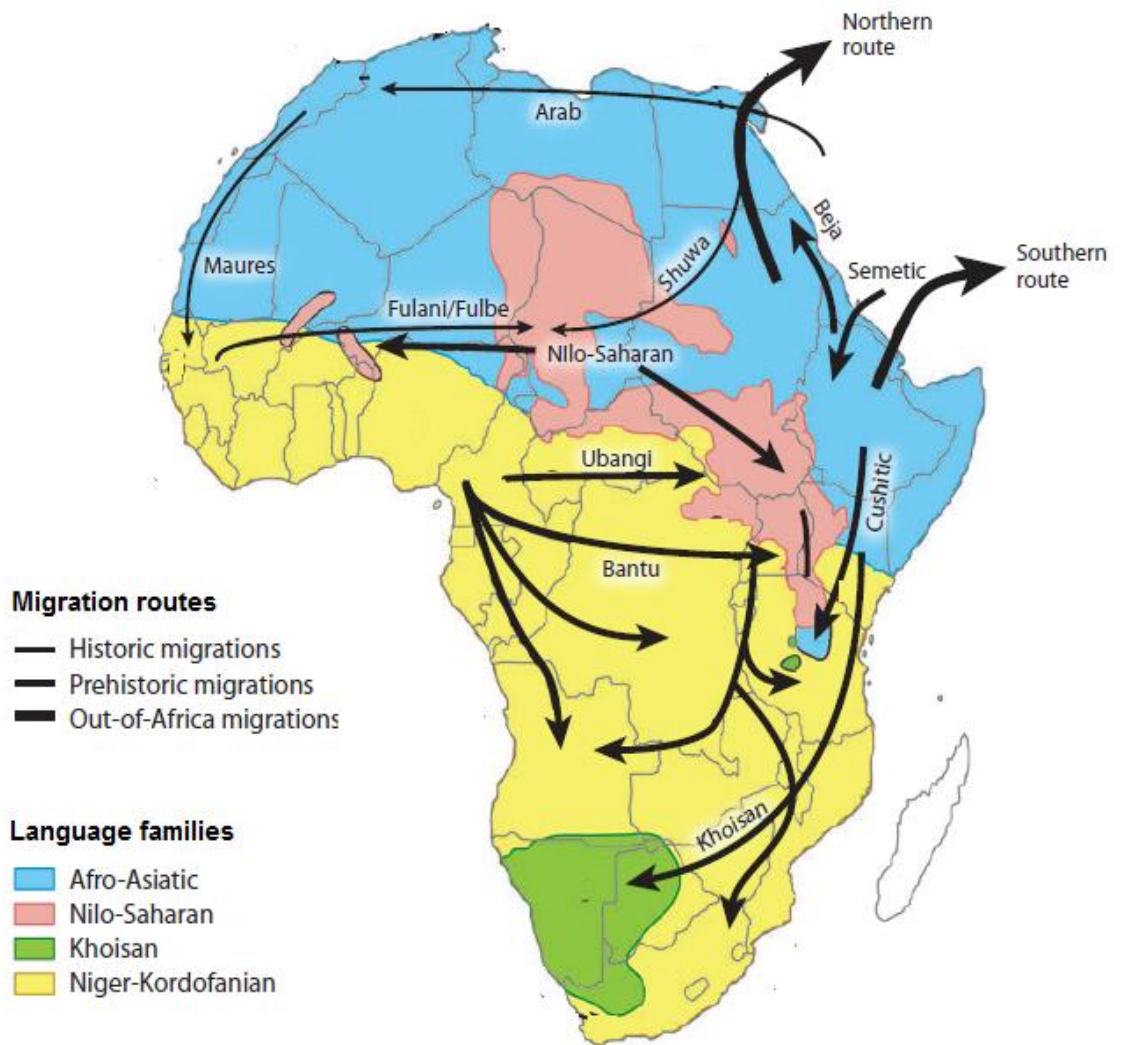 Northern
route
Arab
Beja
Southern
route
Shuwa
Semetic
Maures
Fulani/Fulbe
NIlo-Saharan
Ubangi
Cushitic
Bantu
Migration routes
Historic migrations
Prehistoric migrations
Out-of-Africa migrations
Khoisan
Language families
Afro-Asiatic
Nilo-Saharan
Khoisan
Niger-Kordofanian